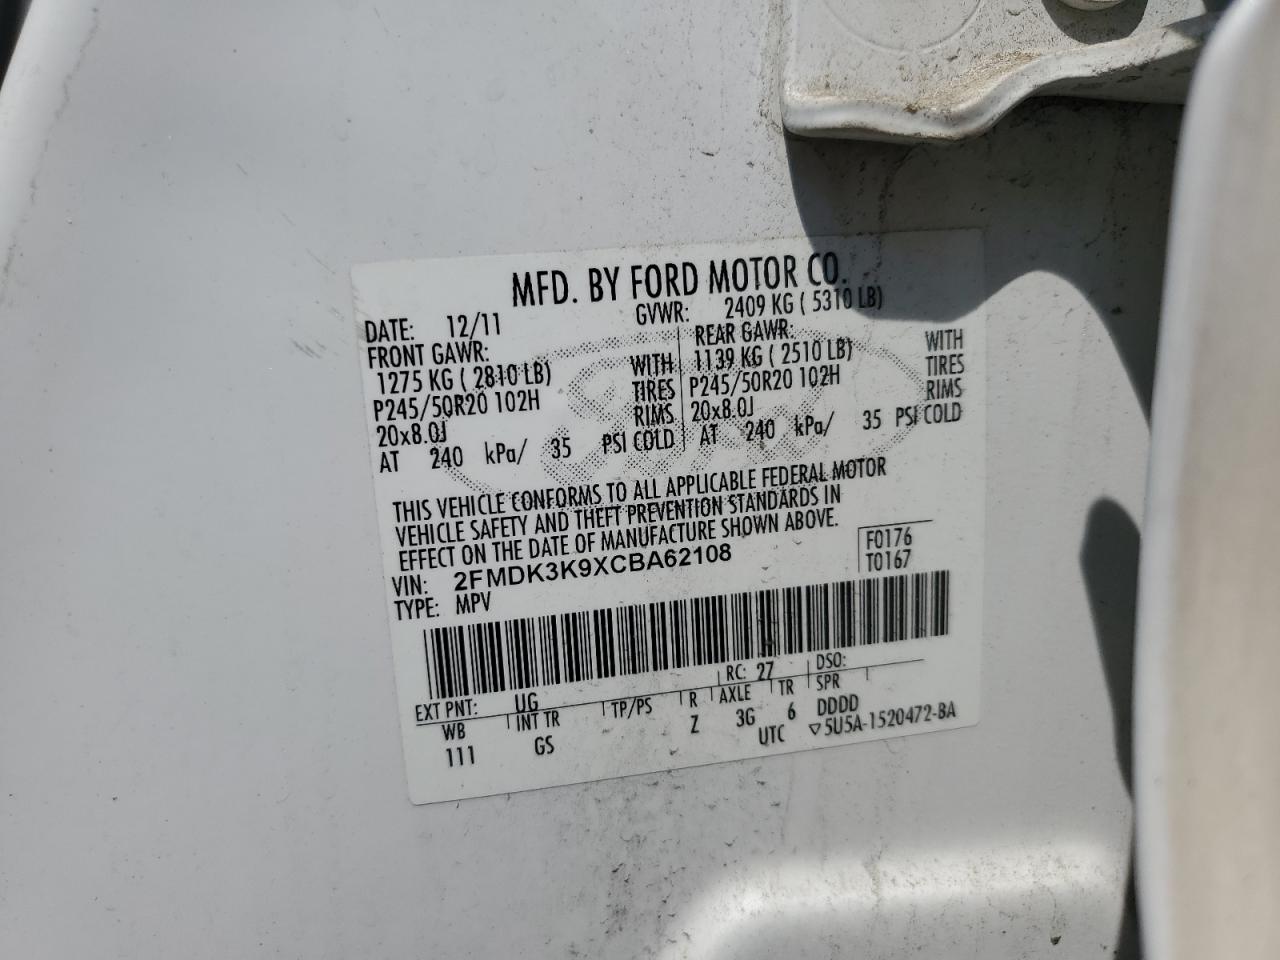 MFD. BY FORD MOTOR CO.
DATE: 12/11 GVWR: 2409 KG ( 5310 LB)
FRONT GAWR: REAR GAWR:
1275 KG ( 2810 LB) WITH 1139 KG ( 2510 LB) WITH
P245/50R20 102H TIRES P245/50R20 102H TIRES
20x8.0J RIMS 20x8.0J RIMS
AT 240 kPa/ 35 PSI COLD AT 240 kPa/ 35 PSI COLD
THIS VEHICLE CONFORMS TO ALL APPLICABLE FEDERAL MOTOR
VEHICLE SAFETY AND THEFT PREVENTION STANDARDS IN
EFFECT ON THE DATE OF MANUFACTURE SHOWN ABOVE.
VIN: 2FMDK3K9XCBA62108 F0176
TYPE: MPV T0167
EXT PNT: UG RC: 27 DSO:
WB INT TR TP/PS R AXLE TR SPR
111 GS Z 3G 6 DDDD
UTC ▽5U5A-1520472-BA